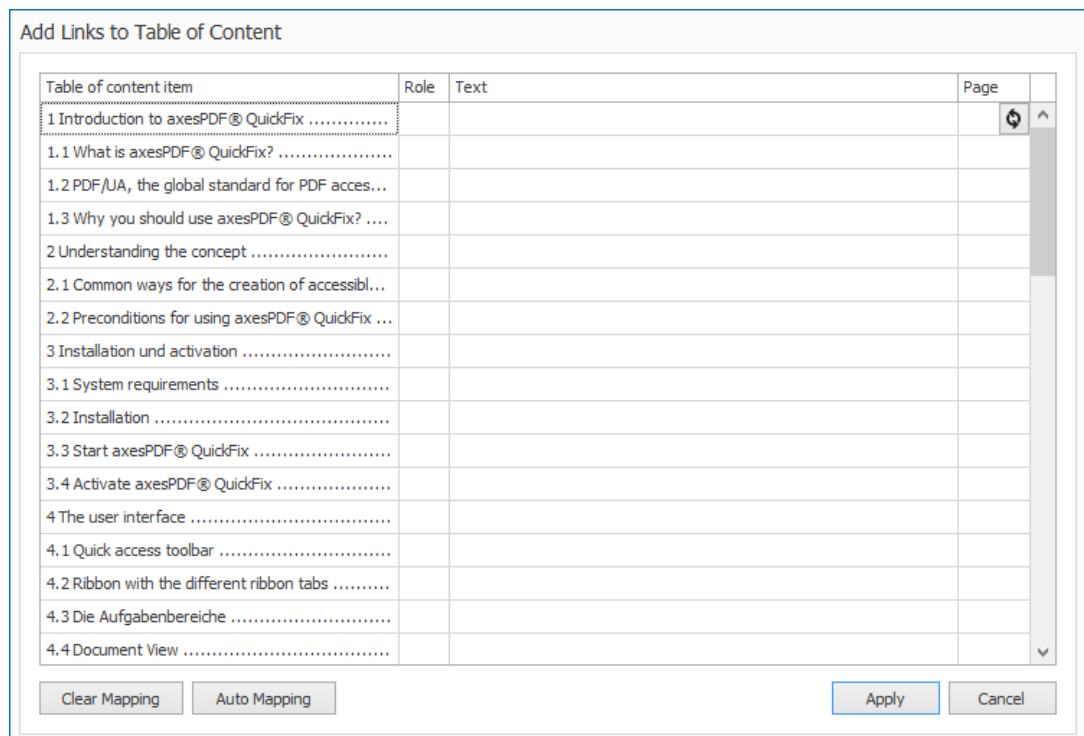 Add Links to Table of Content
Table of content item Role Text Page
1 Introduction to axesPDF® QuickFix ..............
1.1 What is axesPDF® QuickFix? ....................
1.2 PDF/UA, the global standard for PDF acces...
1.3 Why you should use axesPDF® QuickFix? ....
2 Understanding the concept ........................
2.1 Common ways for the creation of accessibl...
2.2 Preconditions for using axesPDF® QuickFix ...
3 Installation und activation ..........................
3.1 System requirements .............................
3.2 Installation .........................................
3.3 Start axesPDF® QuickFix ........................
3.4 Activate axesPDF® QuickFix ....................
4 The user interface ...................................
4.1 Quick access toolbar ..............................
4.2 Ribbon with the different ribbon tabs ..........
4.3 Die Aufgabenbereiche ............................
4.4 Document View ....................................
Clear Mapping Auto Mapping Apply Cancel